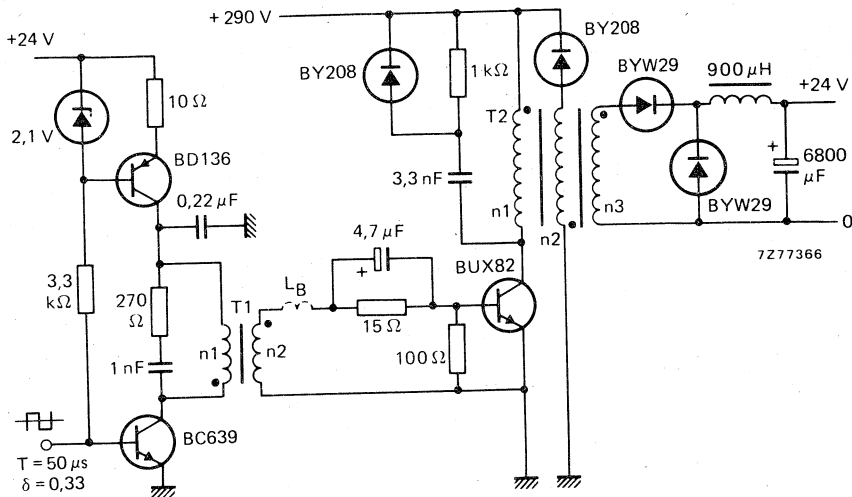 + 290 V
+24 V
BY208
1 kΩ
BY208
BYW29
900 μH
+24 V
10 Ω
2,1 V
T2
BD136
3,3 nF
+
6800
μF
0,22 μF
n1
n2
n3
BYW29
0
4,7 μF
7Z77366
+
BUX82
3,3
kΩ
270
Ω
T1
L_B
15 Ω
n1
n2
100 Ω
1 nF
BC639
T = 50 μs
δ = 0,33